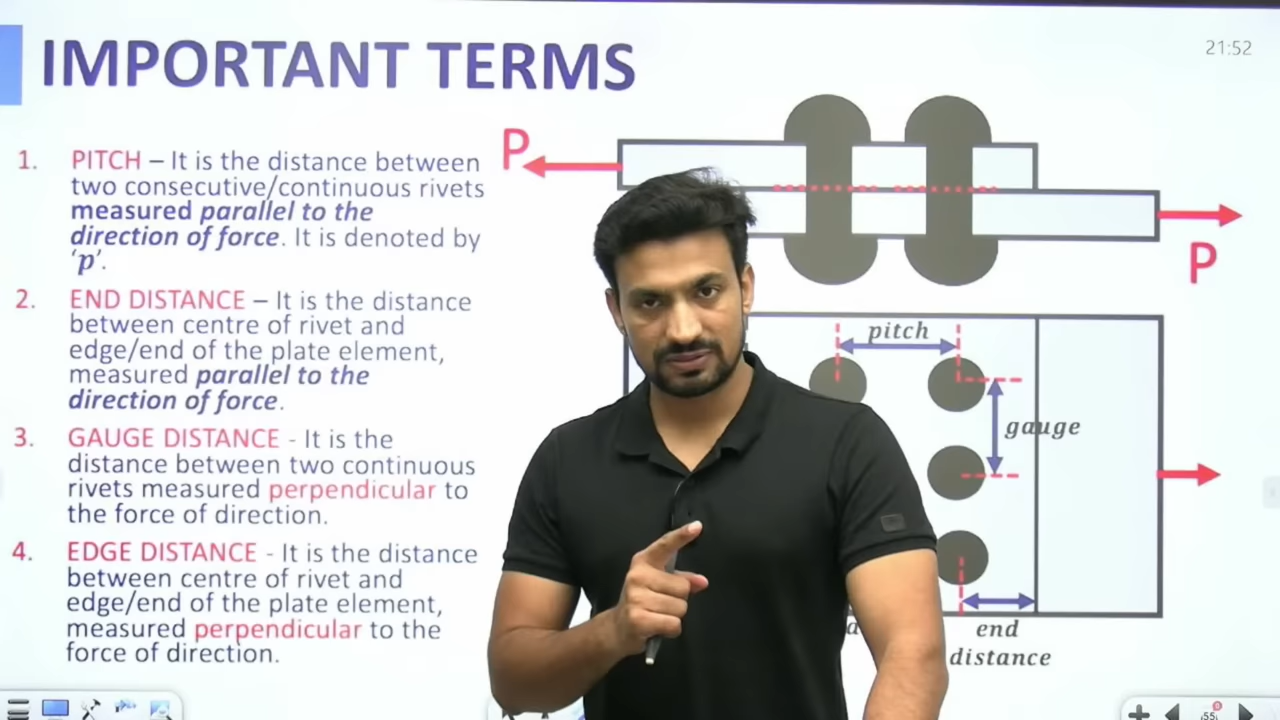 IMPORTANT TERMS
21:52
1. PITCH – It is the distance between
two consecutive/continuous rivets
measured parallel to the
direction of force. It is denoted by
‘p’.
2. END DISTANCE – It is the distance
between centre of rivet and
edge/end of the plate element,
measured parallel to the
direction of force.
3. GAUGE DISTANCE - It is the
distance between two continuous
rivets measured perpendicular to
the force of direction.
4. EDGE DISTANCE - It is the distance
between centre of rivet and
edge/end of the plate element,
measured perpendicular to the
force of direction.
P
P
pitch
gauge
end
distance